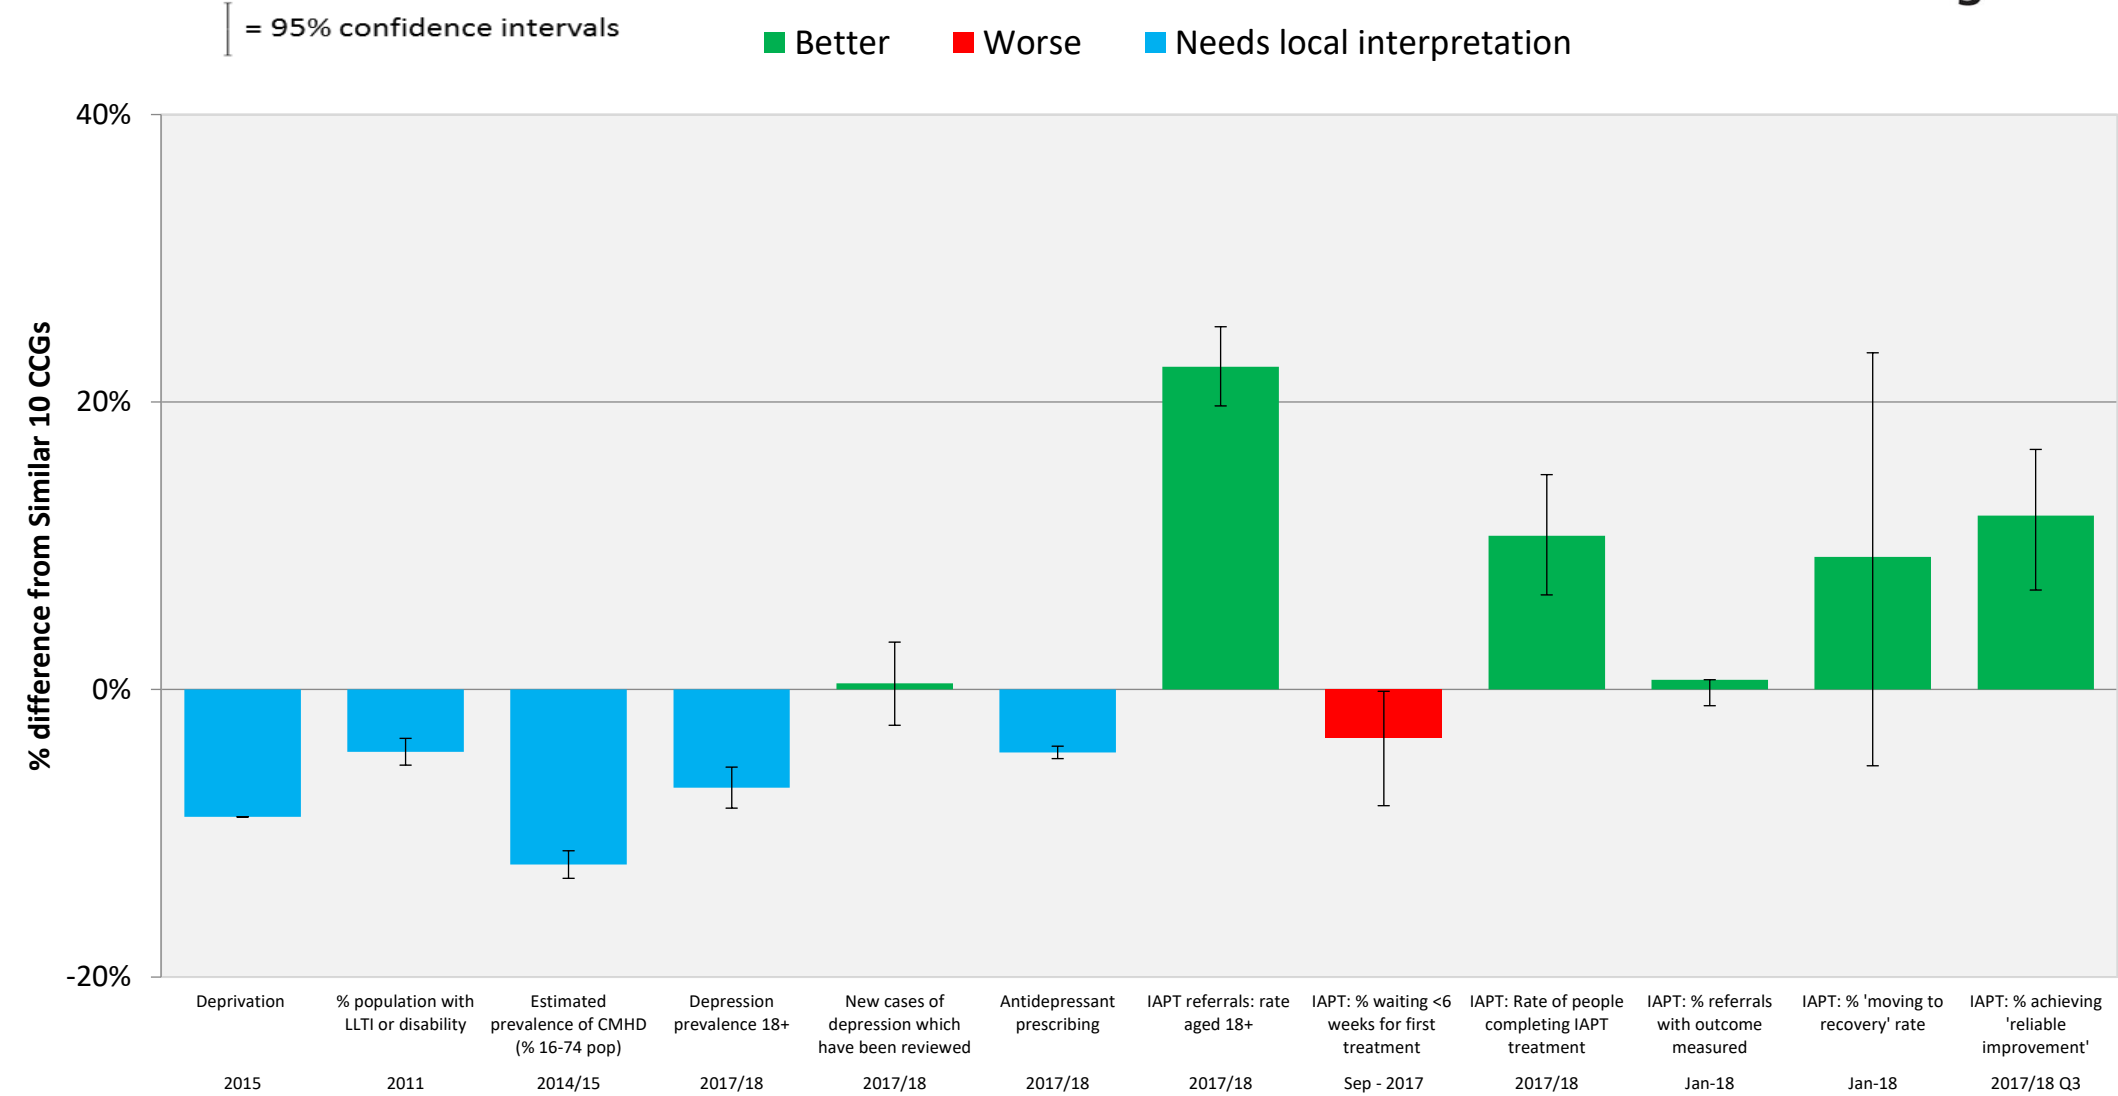 = 95% confidence intervals
Better
Worse
Needs local interpretation
% difference from Similar 10 CCGs
40%
20%
0%
-20%
Deprivation
2015
% population with
LLTI or disability
2011
Estimated
prevalence of CMHD
(% 16-74 pop)
2014/15
Depression
prevalence 18+
2017/18
New cases of
depression which
have been reviewed
2017/18
Antidepressant
prescribing
2017/18
IAPT referrals: rate
aged 18+
2017/18
IAPT: % waiting <6
weeks for first
treatment
Sep - 2017
IAPT: Rate of people
completing IAPT
treatment
2017/18
IAPT: % referrals
with outcome
measured
Jan-18
IAPT: % 'moving to
recovery' rate
Jan-18
IAPT: % achieving
'reliable
improvement'
2017/18 Q3